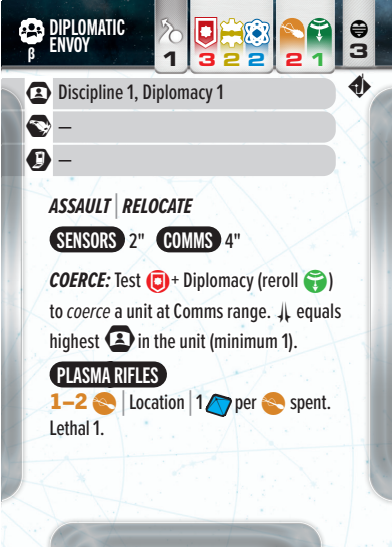 DIPLOMATIC
ENVOY
β
1 3 2 2 2 1 3
Discipline 1, Diplomacy 1
–
–
ASSAULT | RELOCATE
SENSORS 2" COMMS 4"
COERCE: Test + Diplomacy (reroll )
to coerce a unit at Comms range. equals
highest in the unit (minimum 1).
PLASMA RIFLES
1–2 | Location | 1 per spent.
Lethal 1.